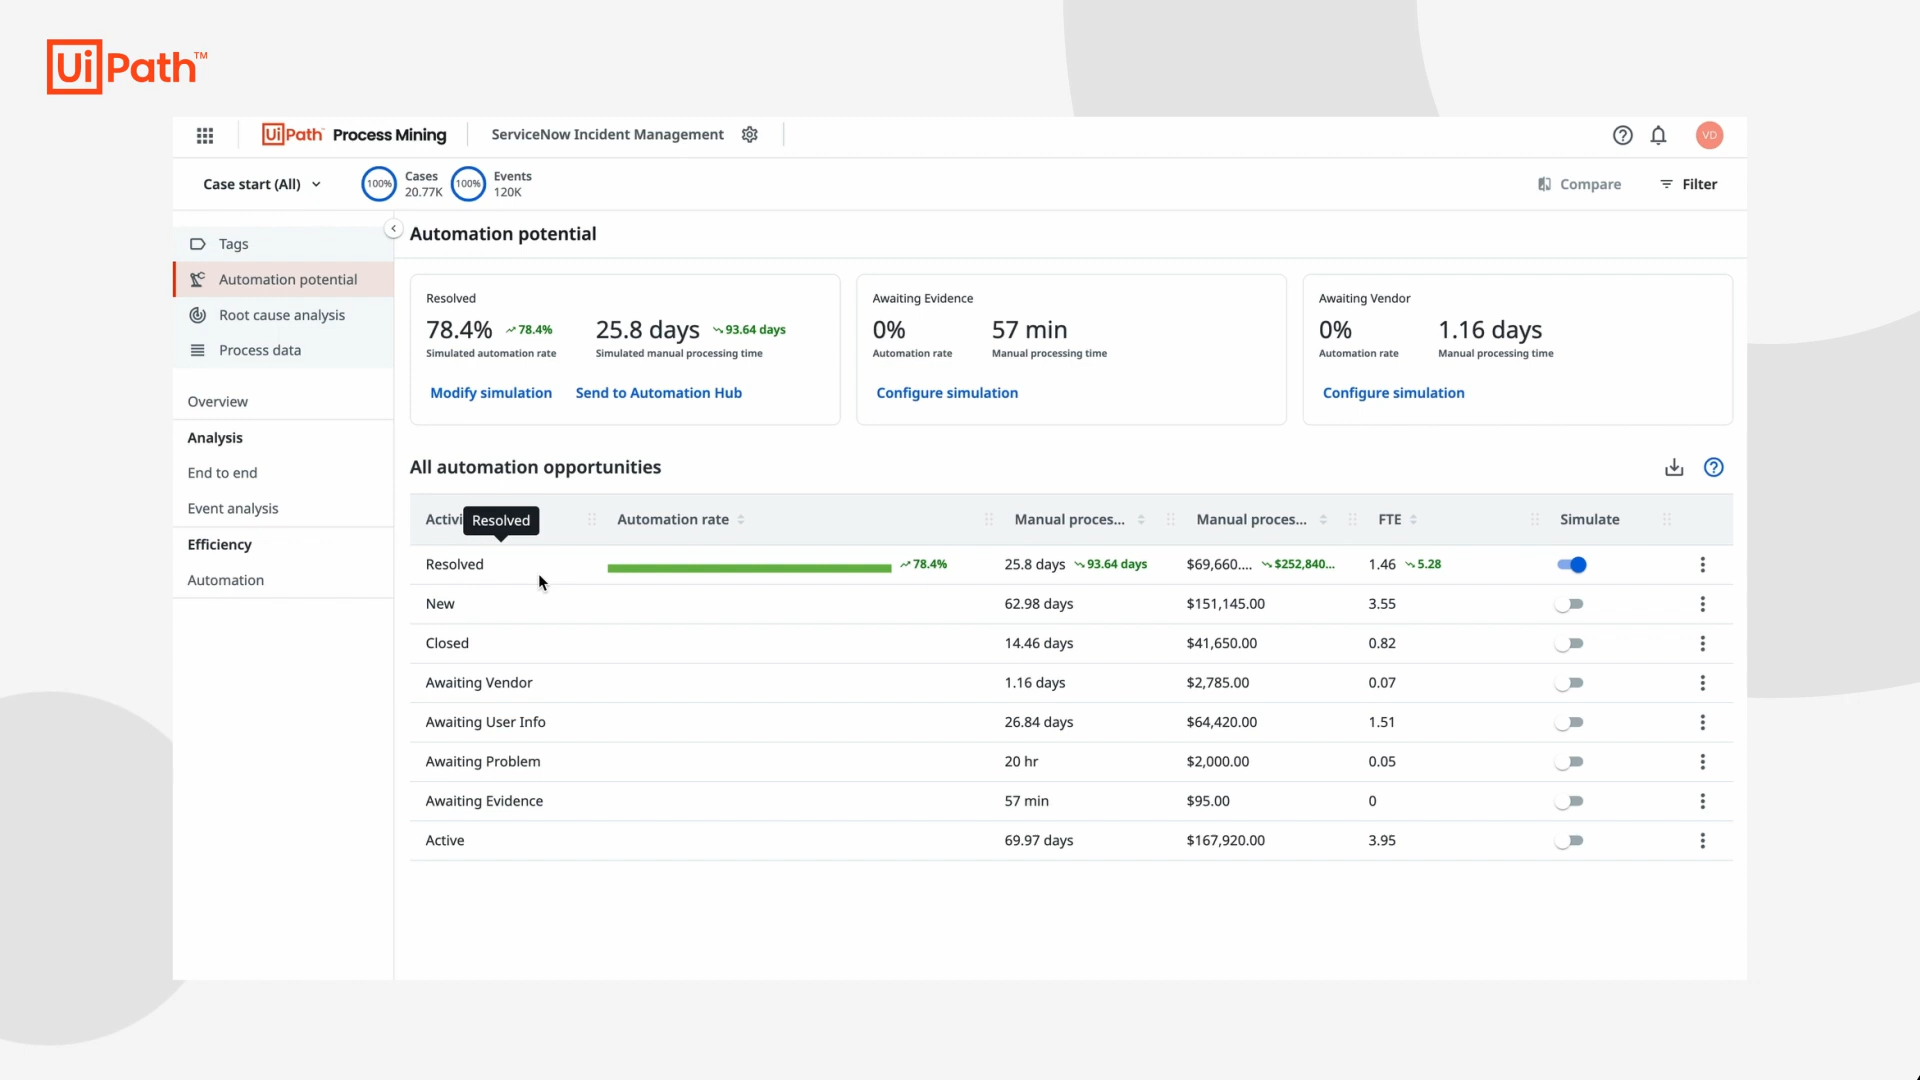 UiPath™
UiPath Process Mining
ServiceNow Incident Management
VD
Case start (All)
100%
Cases
20.77K
100%
Events
120K
Compare
Filter
Tags
Automation potential
Root cause analysis
Process data
Overview
Analysis
End to end
Event analysis
Efficiency
Automation
Automation potential
Resolved
78.4% 78.4%
Simulated automation rate
25.8 days 93.64 days
Simulated manual processing time
Modify simulation Send to Automation Hub
Awaiting Evidence
0%
Automation rate
57 min
Manual processing time
Configure simulation
Awaiting Vendor
0%
Automation rate
1.16 days
Manual processing time
Configure simulation
All automation opportunities
Activi Resolved Automation rate Manual proces... Manual proces... FTE Simulate
Resolved 78.4% 25.8 days 93.64 days $69,660.... $252,840... 1.46 5.28
New 62.98 days $151,145.00 3.55
Closed 14.46 days $41,650.00 0.82
Awaiting Vendor 1.16 days $2,785.00 0.07
Awaiting User Info 26.84 days $64,420.00 1.51
Awaiting Problem 20 hr $2,000.00 0.05
Awaiting Evidence 57 min $95.00 0
Active 69.97 days $167,920.00 3.95